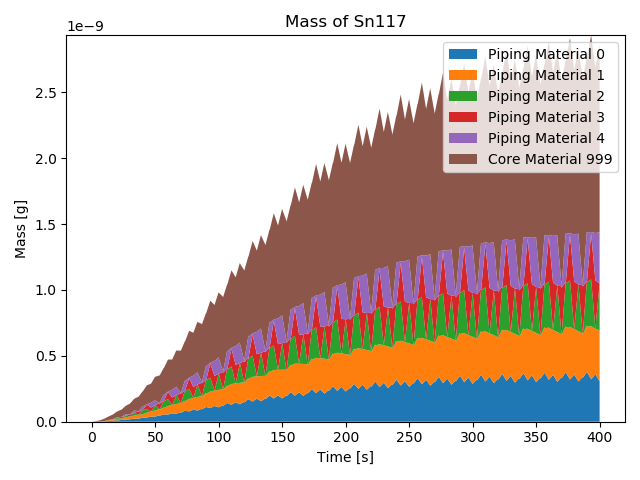 Mass of Sn117
1e−9
Piping Material 0
Piping Material 1
Piping Material 2
Piping Material 3
Piping Material 4
Core Material 999
2.5
2.0
1.5
1.0
0.5
0.0
Mass [g]
0 50 100 150 200 250 300 350 400
Time [s]